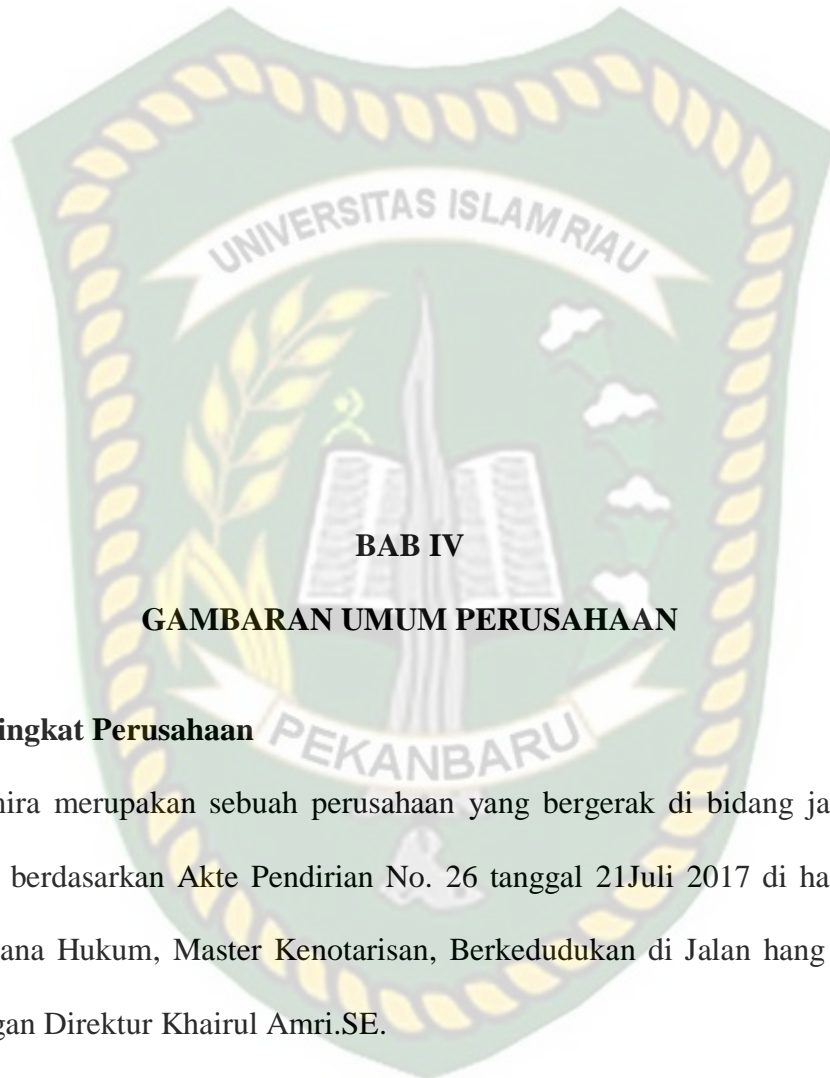 UNIVERSITAS ISLAM RIAU
BAB IV
GAMBARAN UMUM PERUSAHAAN
ingkat Perusahaan
PEKANBARU
ira merupakan sebuah perusahaan yang bergerak di bidang ja
berdasarkan Akte Pendirian No. 26 tanggal 21Juli 2017 di ha
ana Hukum, Master Kenotarisan, Berkedudukan di Jalan hang
gan Direktur Khairul Amri.SE.